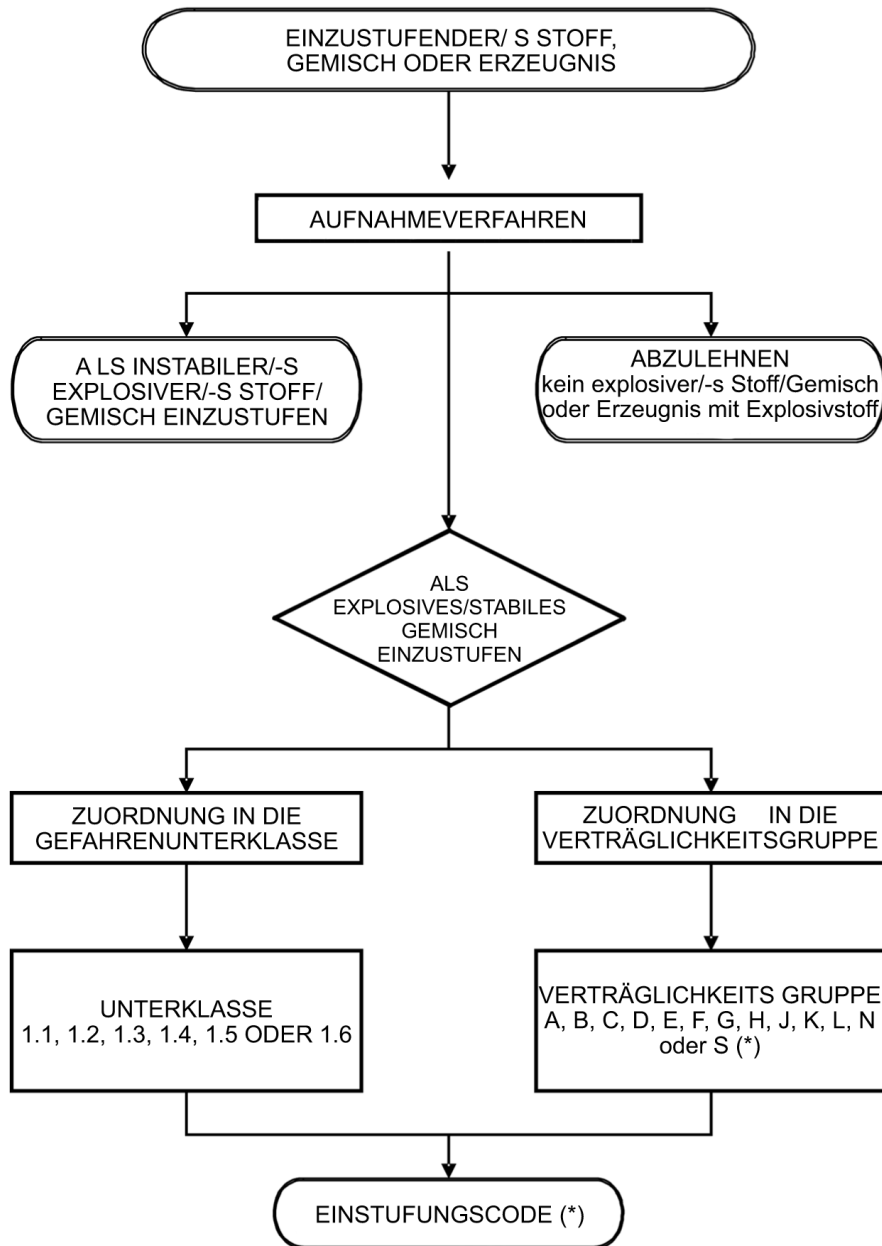 EINZUSTUFENDER/ S STOFF,
GEMISCH ODER ERZEUGNIS
AUFNAHMEVERFAHREN
A LS INSTABILER/-S
EXPLOSIVER/-S STOFF/
GEMISCH EINZUSTUFEN
ABZULEHNEN
kein explosiver/-s Stoff/Gemisch
oder Erzeugnis mit Explosivstoff/
ALS
EXPLOSIVES/STABILES
GEMISCH
EINZUSTUFEN
ZUORDNUNG IN DIE
GEFAHRENUNTERKLASSE
ZUORDNUNG IN DIE
VERTRÄGLICHKEITSGRUPPE
UNTERKLASSE
1.1, 1.2, 1.3, 1.4, 1.5 ODER 1.6
VERTRÄGLICHKEITS GRUPPE
A, B, C, D, E, F, G, H, J, K, L, N
oder S (*)
EINSTUFUNGSCODE (*)